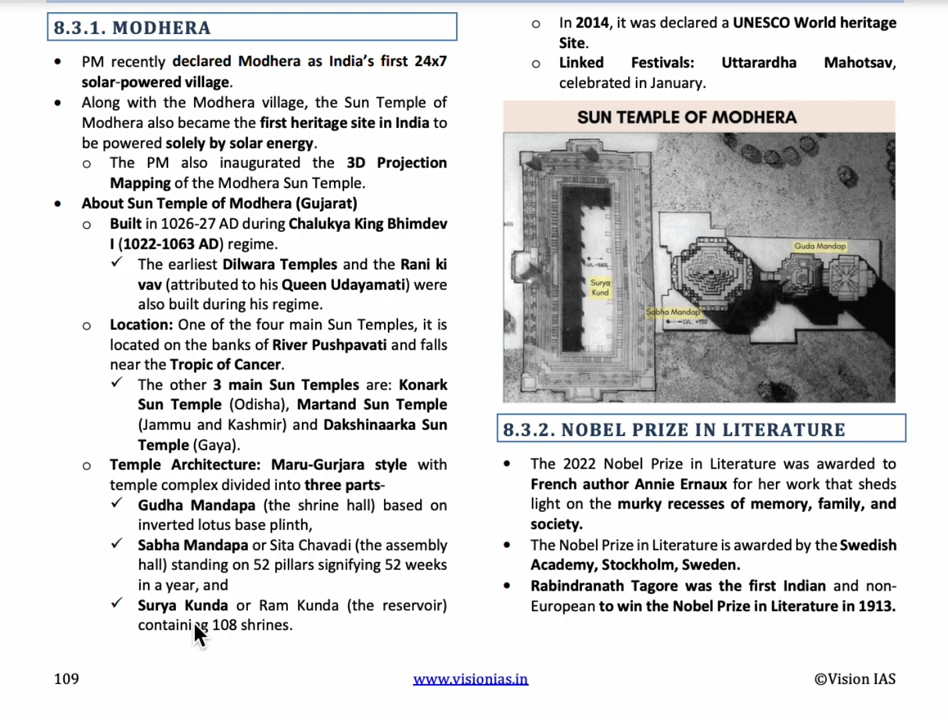 8.3.1. MODHERA
• PM recently declared Modhera as India's first 24x7
solar-powered village.
• Along with the Modhera village, the Sun Temple of
Modhera also became the first heritage site in India to
be powered solely by solar energy.
o The PM also inaugurated the 3D Projection
Mapping of the Modhera Sun Temple.
• About Sun Temple of Modhera (Gujarat)
o Built in 1026-27 AD during Chalukya King Bhimdev
I (1022-1063 AD) regime.
✓ The earliest Dilwara Temples and the Rani ki
vav (attributed to his Queen Udayamati) were
also built during his regime.
o Location: One of the four main Sun Temples, it is
located on the banks of River Pushpavati and falls
near the Tropic of Cancer.
✓ The other 3 main Sun Temples are: Konark
Sun Temple (Odisha), Martand Sun Temple
(Jammu and Kashmir) and Dakshinaarka Sun
Temple (Gaya).
o Temple Architecture: Maru-Gurjara style with
temple complex divided into three parts-
✓ Gudha Mandapa (the shrine hall) based on
inverted lotus base plinth,
✓ Sabha Mandapa or Sita Chavadi (the assembly
hall) standing on 52 pillars signifying 52 weeks
in a year, and
✓ Surya Kunda or Ram Kunda (the reservoir)
containing 108 shrines.
o In 2014, it was declared a UNESCO World heritage
Site.
o Linked Festivals: Uttarardha Mahotsav,
celebrated in January.
SUN TEMPLE OF MODHERA
Guda Mandap
Surya
Kund
Sabha Mandap
8.3.2. NOBEL PRIZE IN LITERATURE
• The 2022 Nobel Prize in Literature was awarded to
French author Annie Ernaux for her work that sheds
light on the murky recesses of memory, family, and
society.
• The Nobel Prize in Literature is awarded by the Swedish
Academy, Stockholm, Sweden.
• Rabindranath Tagore was the first Indian and non-
European to win the Nobel Prize in Literature in 1913.
109
www.visionias.in
©Vision IAS